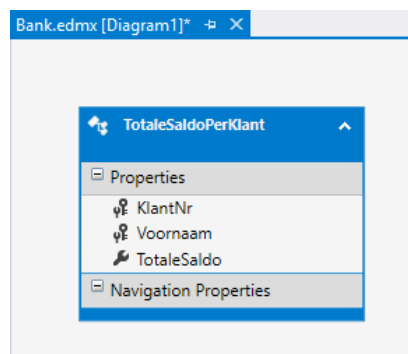 Bank.edmx [Diagram1]*
TotaleSaldoPerKlant
Properties
KlantNr
Voornaam
TotaleSaldo
Navigation Properties